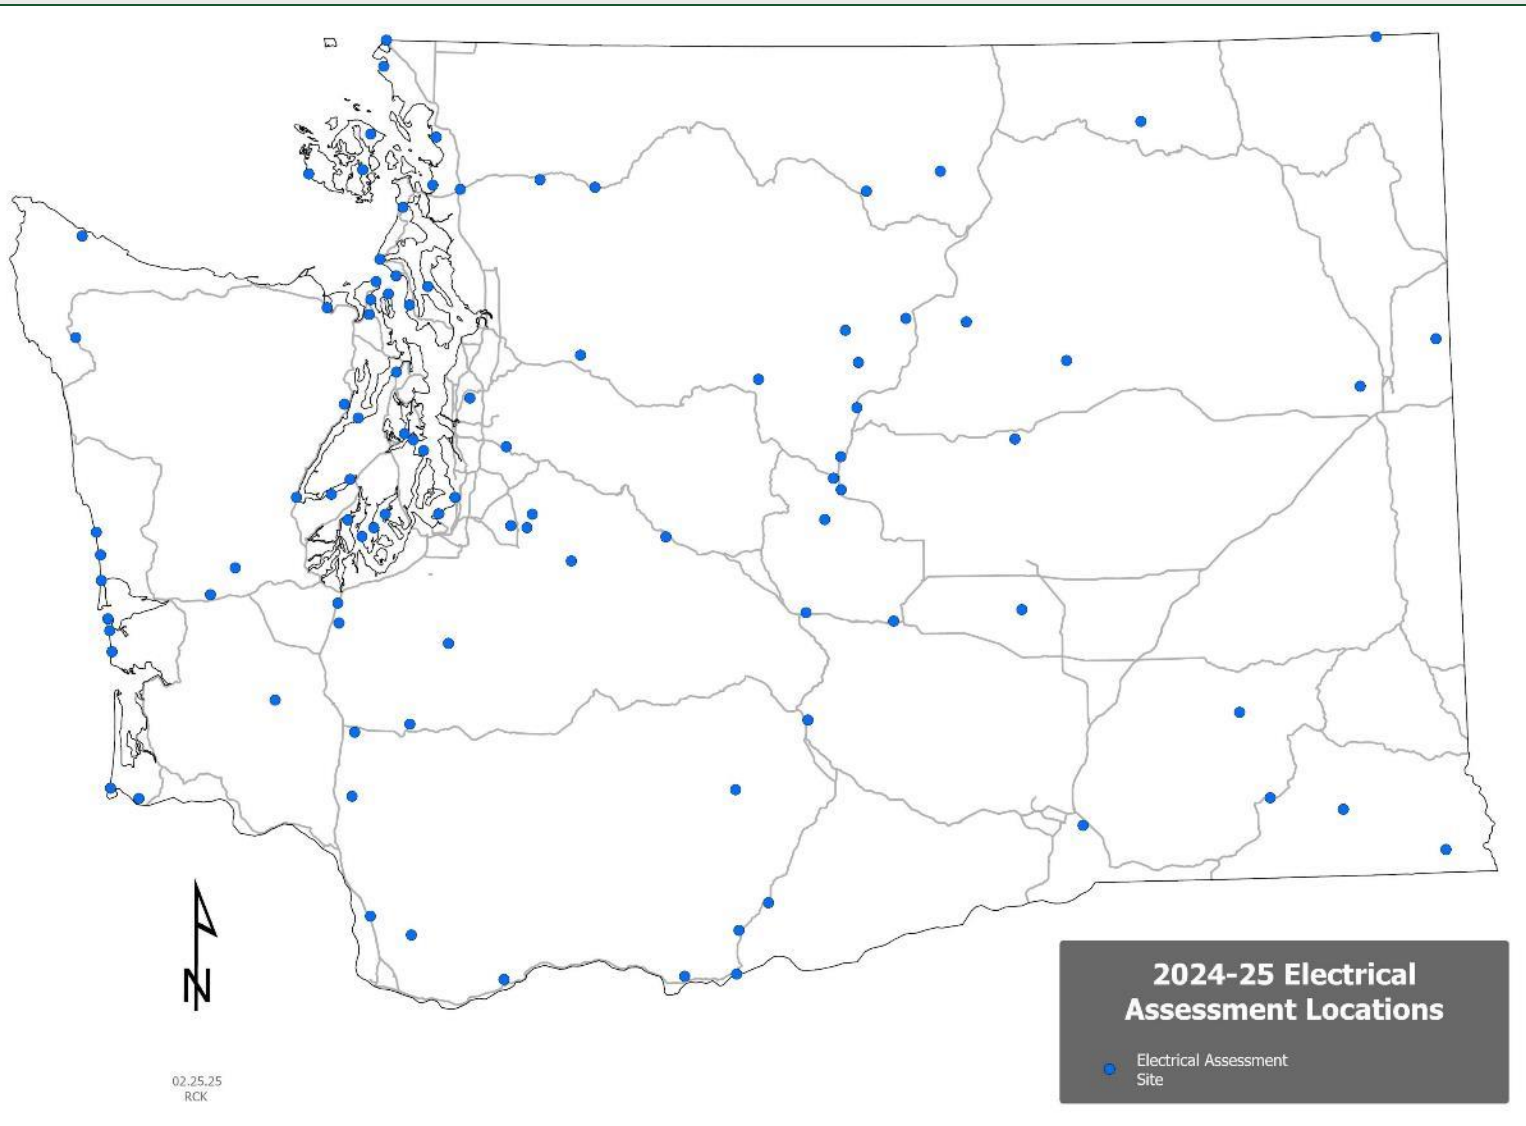 N
2024-25 Electrical
Assessment Locations
Electrical Assessment
Site
02.25.25
RCK